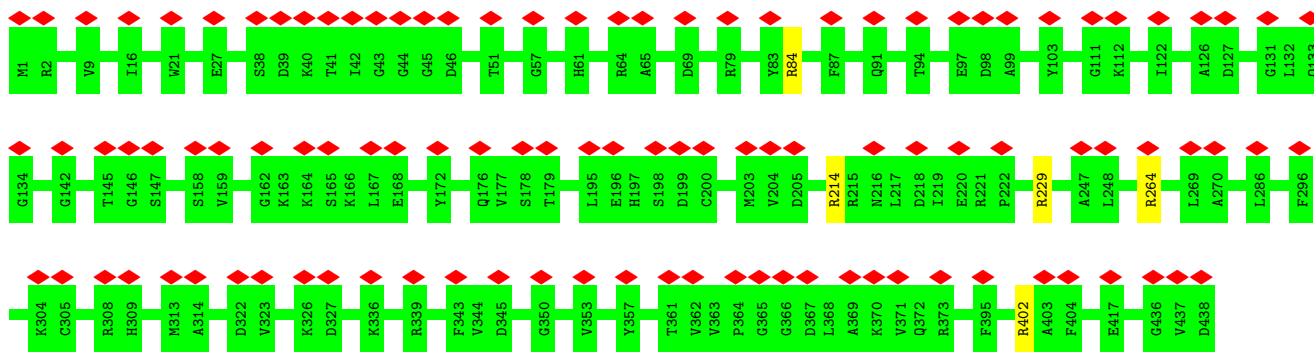 M1 R2 V9 I16 W21 E27 S38 D39 K40 T41 I42 G43 G44 G45 D46 T51 G57 H61 R64 A65 D69 R79 Y83 R84 F87 Q91 T94 E97 D98 A99 Y103 G111 K112 I122 A126 D127 G131 L132
G134 G142 T145 G146 S147 S158 V159 G162 K163 K164 S165 K166 L167 E168 Y172 Q176 V177 S178 T179 L195 E196 H197 S198 D199 C200 M203 V204 D205 R214 R215 N216 L217 D218 I219 E220 R221 P222 R229 A247 L248 R264 L269 A270 L286 F296
K304 C305 R308 H309 M313 A314 D322 V323 K326 D327 K336 R339 F343 V344 D345 G350 V353 Y357 T361 V362 V363 P364 G365 G366 D367 L368 A369 K370 V371 Q372 R373 F395 R402 A403 F404 E417 G436 V437 D438